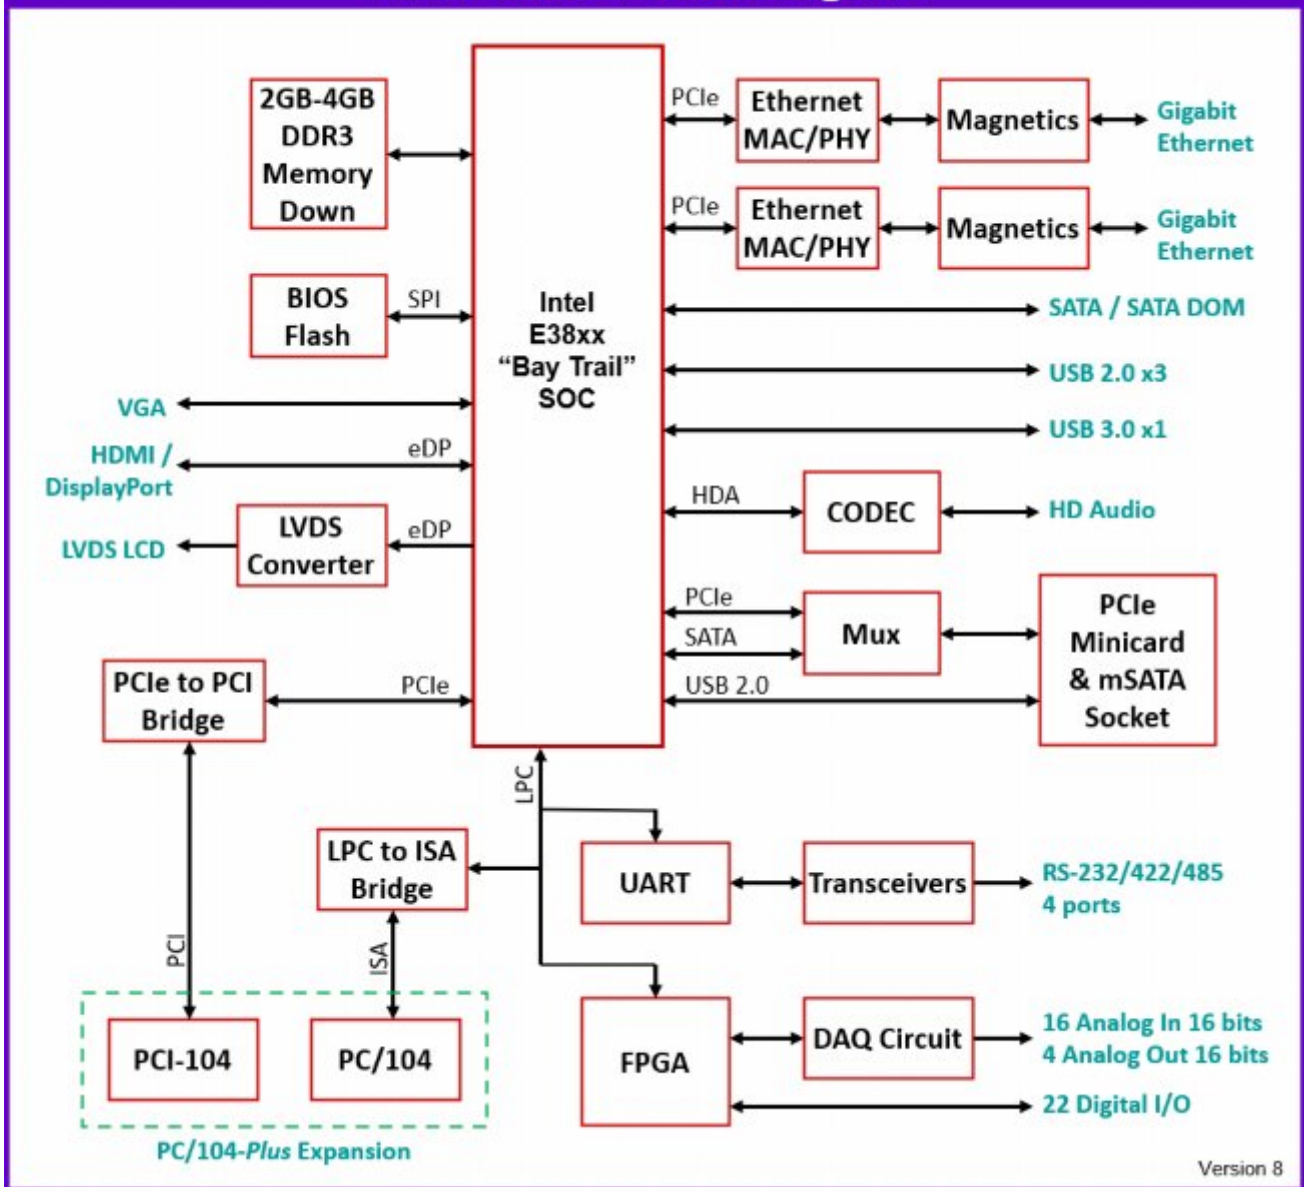 2GB-4GB
DDR3
Memory
Down
BIOS
Flash
SPI
VGA
HDMI /
DisplayPort
eDP
LVDS LCD
LVDS
Converter
eDP
PCIe to PCI
Bridge
PCIe
Intel
E38xx
“Bay Trail”
SOC
PCIe
Ethernet
MAC/PHY
Magnetics
Gigabit
Ethernet
PCIe
Ethernet
MAC/PHY
Magnetics
Gigabit
Ethernet
SATA / SATA DOM
USB 2.0 x3
USB 3.0 x1
HDA
CODEC
HD Audio
PCIe
SATA
Mux
USB 2.0
PCIe
Minicard
& mSATA
Socket
LPC
LPC to ISA
Bridge
UART
Transceivers
RS-232/422/485
4 ports
PCI
ISA
PCI-104
PC/104
PC/104-Plus Expansion
FPGA
DAQ Circuit
16 Analog In 16 bits
4 Analog Out 16 bits
22 Digital I/O
Version 8